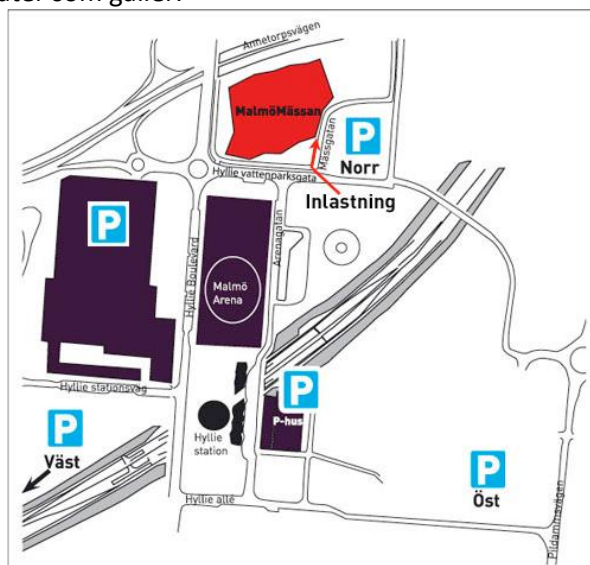 Annetorpsvägen
MalmöMässan
Mässgatan
P
Norr
Hyllie vattenparksgata
Inlastning
P
Hyllie Boulevard
Arenagatan
Malmö
Arena
Hyllie stationsväg
P
P-hus
P
Väst
Hyllie
station
P
Öst
Hyllie allé
Pildammsvägen